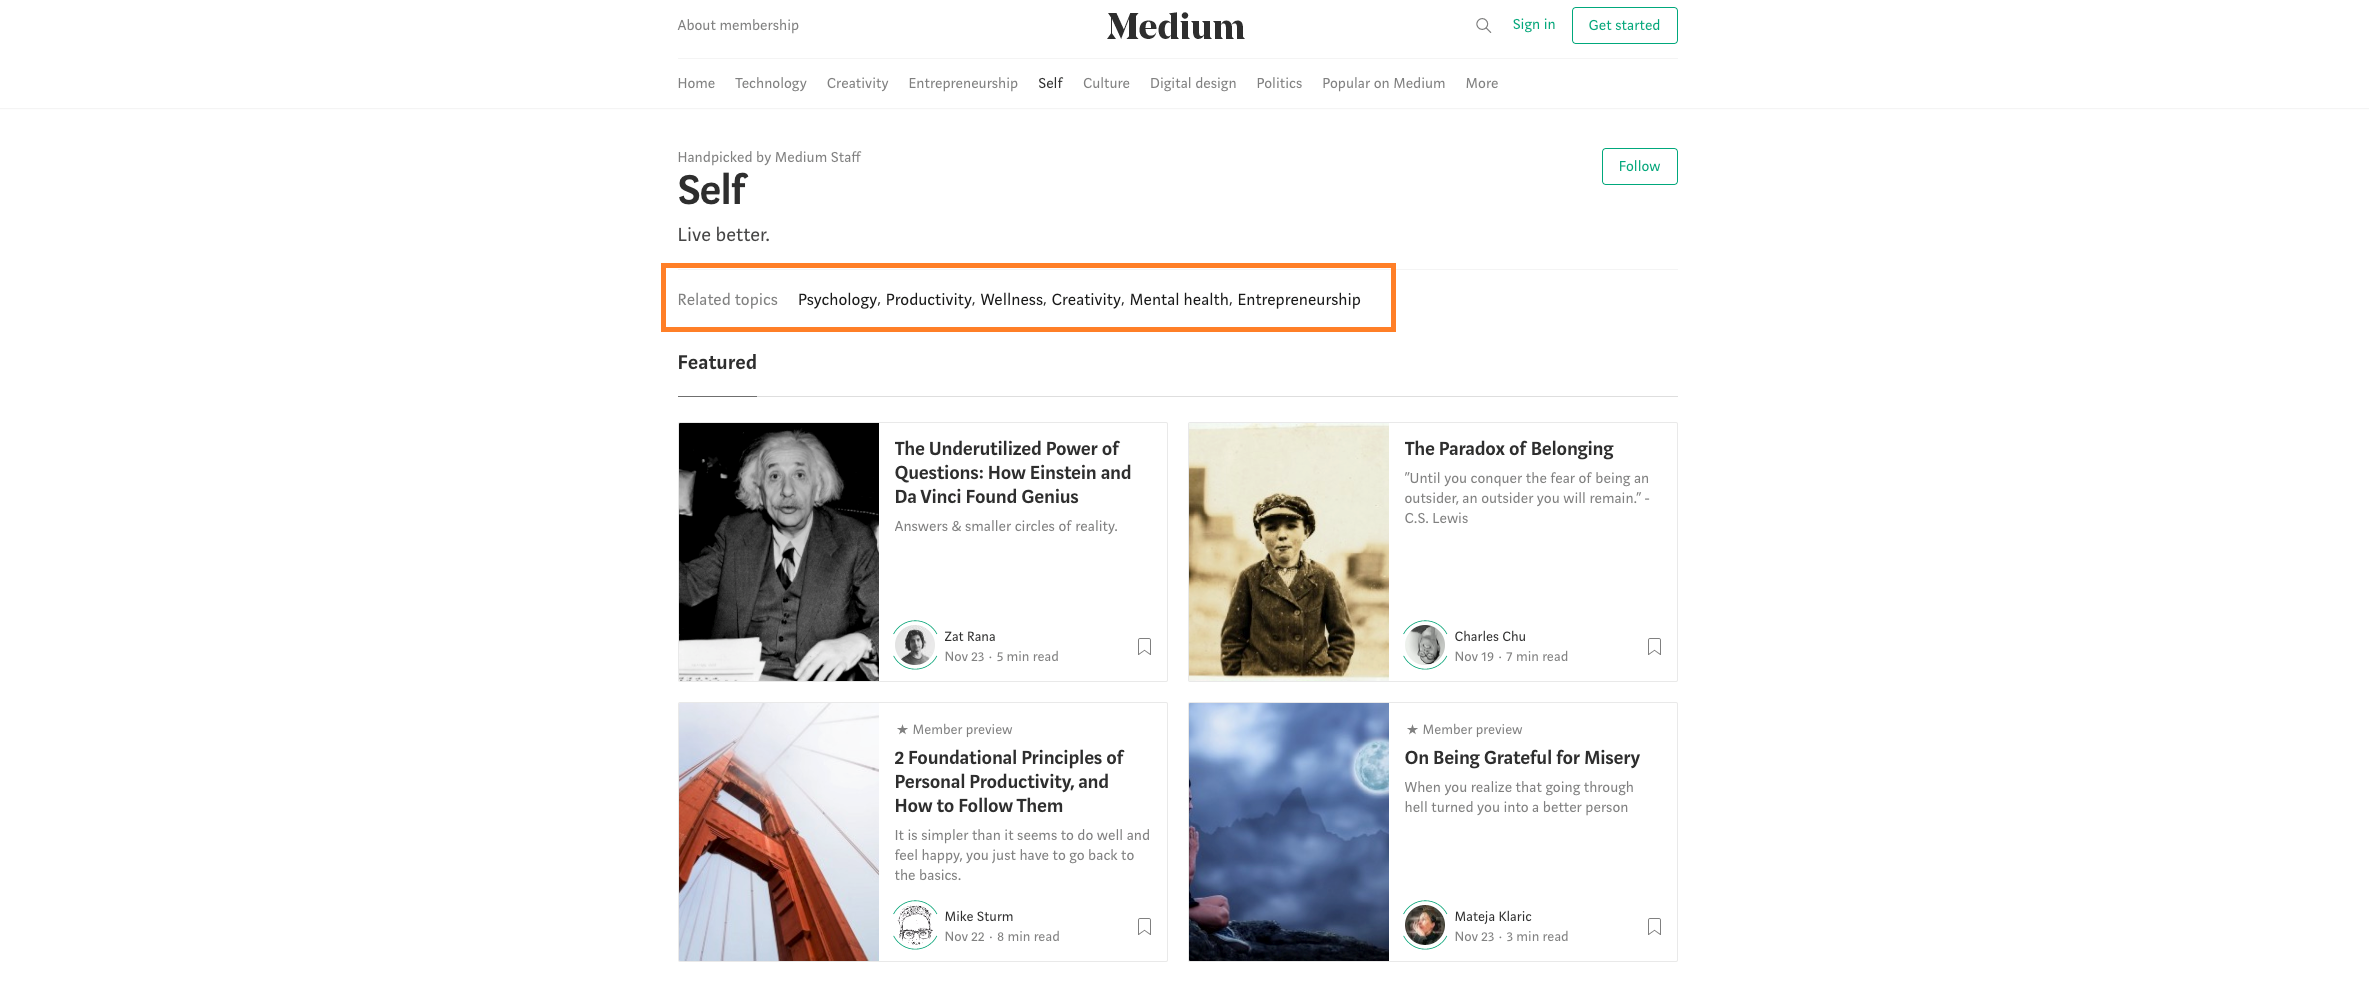 About membership
Medium
Sign in
Get started
Home Technology Creativity Entrepreneurship Self Culture Digital design Politics Popular on Medium More
Handpicked by Medium Staff
Self
Live better.
Follow
Related topics Psychology, Productivity, Wellness, Creativity, Mental health, Entrepreneurship
Featured
The Underutilized Power of
Questions: How Einstein and
Da Vinci Found Genius
Answers & smaller circles of reality.
Zat Rana
Nov 23 · 5 min read
The Paradox of Belonging
"Until you conquer the fear of being an
outsider, an outsider you will remain." -
C.S. Lewis
Charles Chu
Nov 19 · 7 min read
★ Member preview
2 Foundational Principles of
Personal Productivity, and
How to Follow Them
It is simpler than it seems to do well and
feel happy, you just have to go back to
the basics.
Mike Sturm
Nov 22 · 8 min read
★ Member preview
On Being Grateful for Misery
When you realize that going through
hell turned you into a better person
Mateja Klaric
Nov 23 · 3 min read